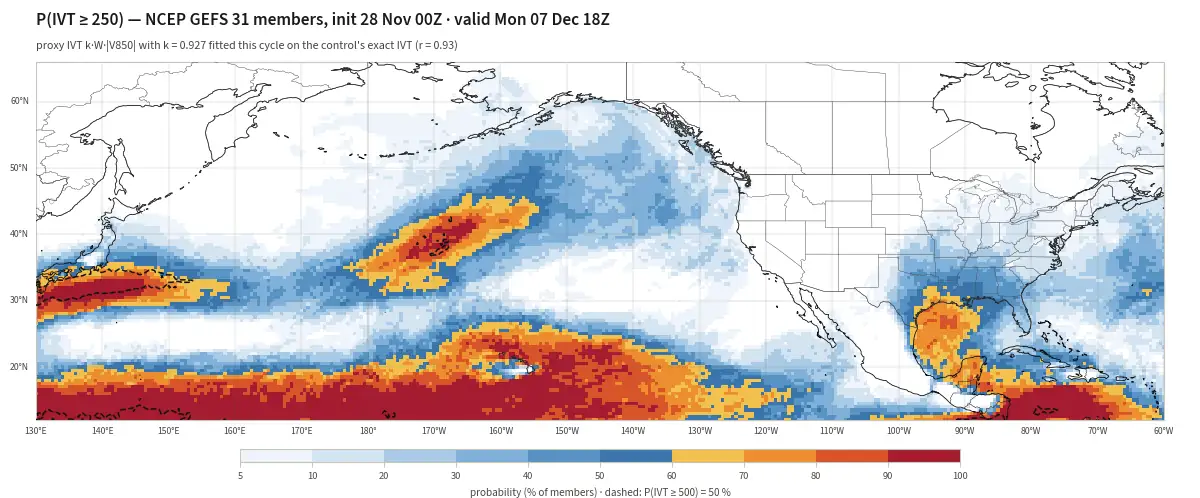 P(IVT ≥ 250) — NCEP GEFS 31 members, init 28 Nov 00Z · valid Mon 07 Dec 18Z
proxy IVT k·W·|V850| with k = 0.927 fitted this cycle on the control's exact IVT (r = 0.93)
60°N
50°N
40°N
30°N
20°N
130°E 140°E 150°E 160°E 170°E 180° 170°W 160°W 150°W 140°W 130°W 120°W 110°W 100°W 90°W 80°W 70°W 60°W
5 10 20 30 40 50 60 70 80 90 100
probability (% of members) · dashed: P(IVT ≥ 500) = 50 %